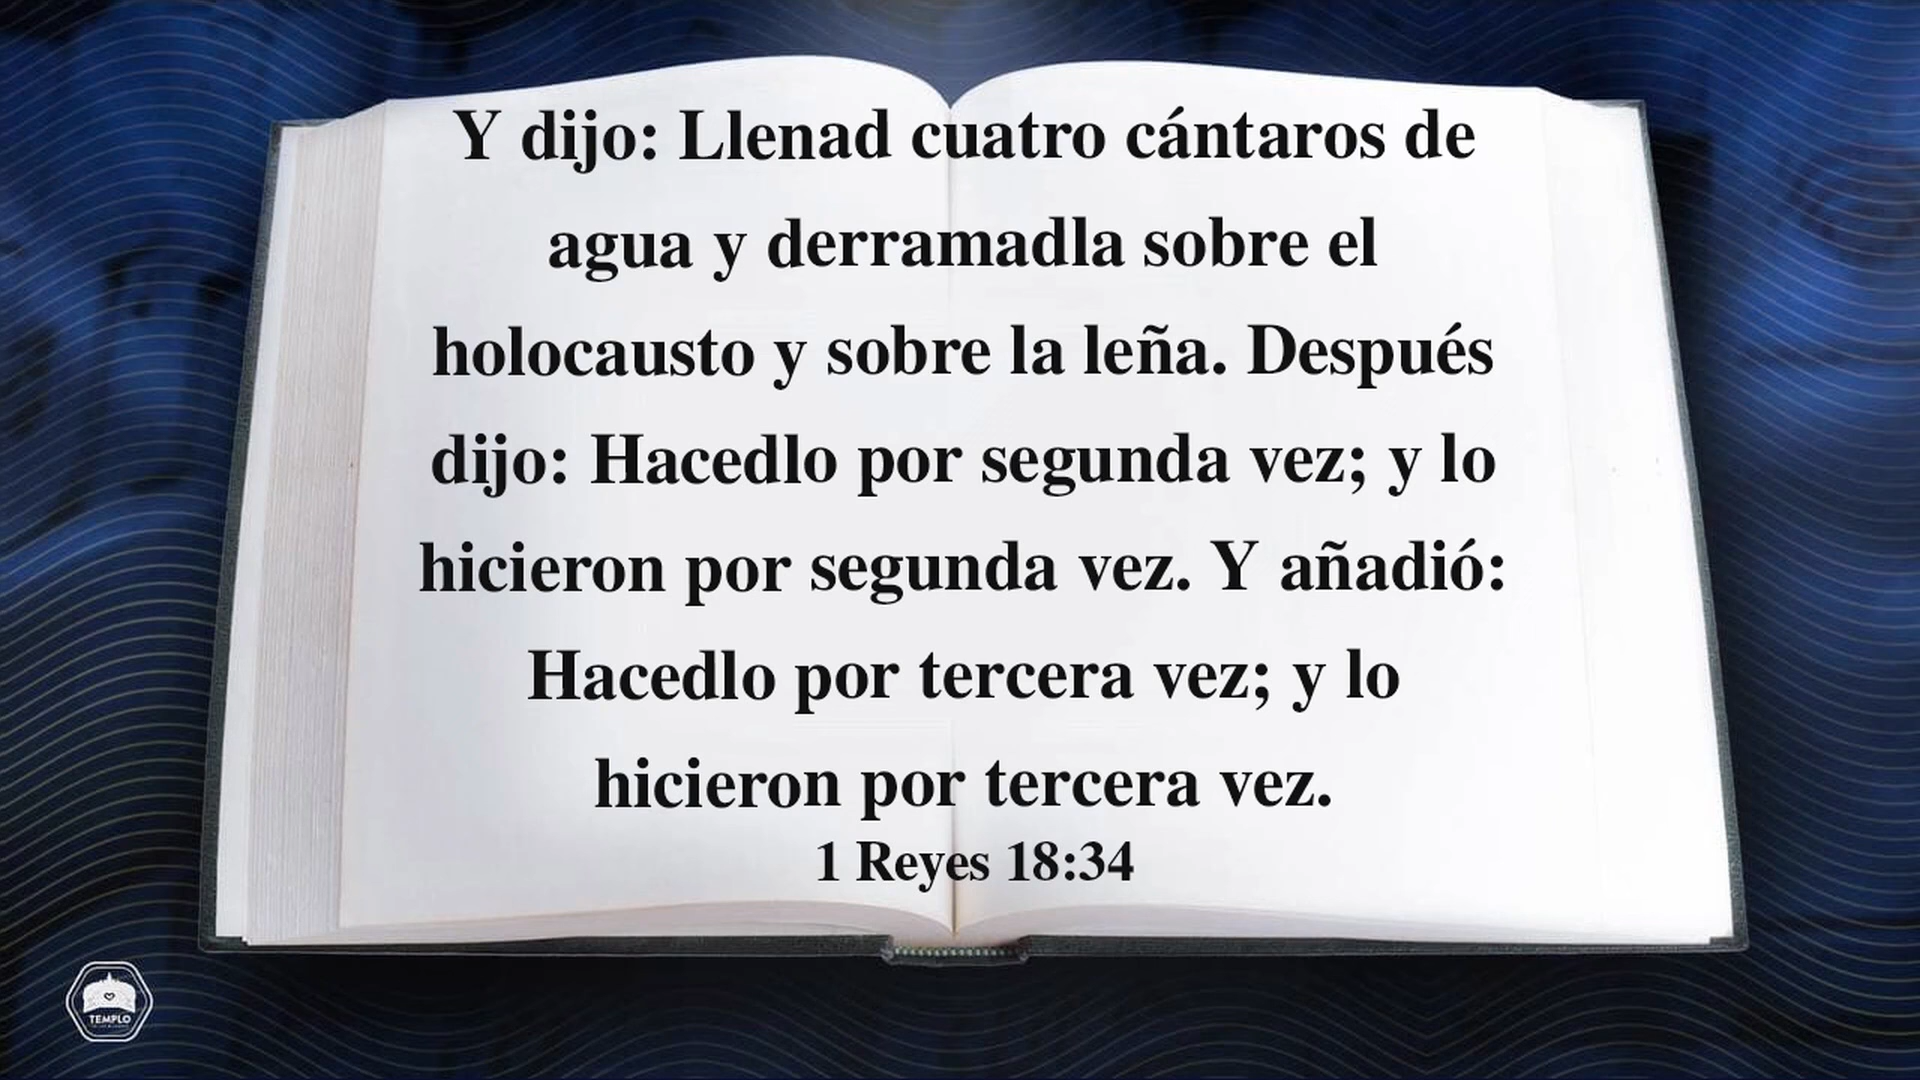 Y dijo: Llenad cuatro cántaros de
agua y derramadla sobre el
holocausto y sobre la leña. Después
dijo: Hacedlo por segunda vez; y lo
hicieron por segunda vez. Y añadió:
Hacedlo por tercera vez; y lo
hicieron por tercera vez.
1 Reyes 18:34
TEMPLO